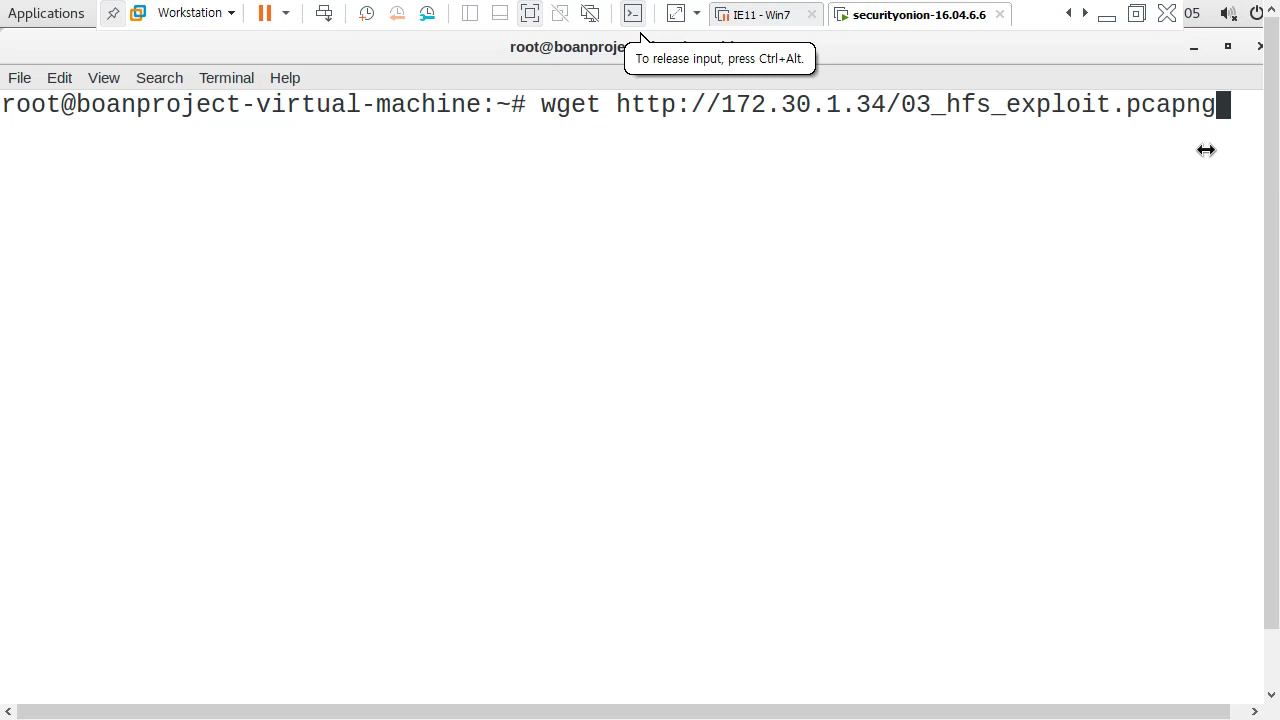 Applications Workstation IE11 - Win7 securityonion-16.04.6.6 05
root@boanproje
To release input, press Ctrl+Alt.
File Edit View Search Terminal Help
root@boanproject-virtual-machine:~# wget http://172.30.1.34/03_hfs_exploit.pcapng